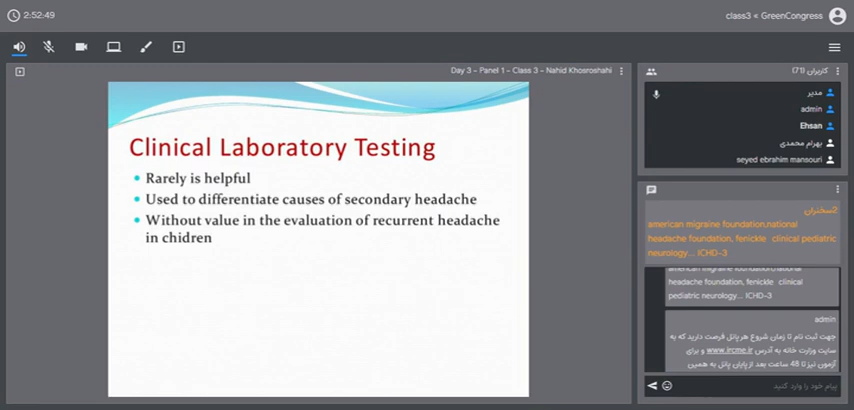 2:52:49
class3 < GreenCongress
Day 3 - Panel 1 - Class 3 - Nahid Khosroshahi
Clinical Laboratory Testing
Rarely is helpful
Used to differentiate causes of secondary headache
Without value in the evaluation of recurrent headache
in chidren
کاربران (71)
مدیر
admin
Ehsan
بهرام محمدی
seyed ebrahim mansouri
سخنران2
american migraine foundation,national
headache foundation, fenickle clinical pediatric
neurology... ICHD-3
american migraine foundation,national
headache foundation, fenickle clinical
pediatric neurology... ICHD-3
admin
جهت ثبت نام تا زمان شروع هر پانل فرصت دارید که به
سایت وزارت خانه به آدرس www.ircme.ir و برای
آزمون نیز تا 48 ساعت بعد از پایان پانل به همین
پیام خود را وارد کنید